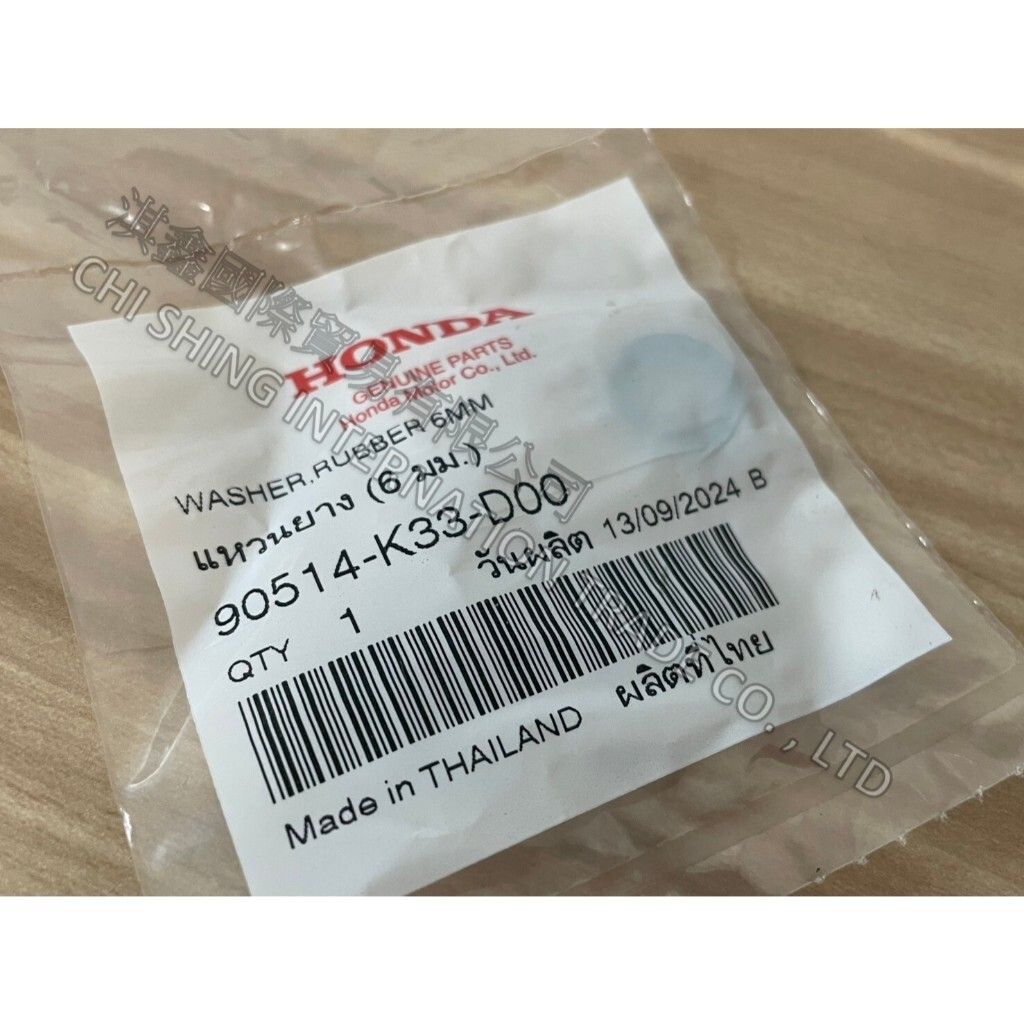 淇鑫國際貿易有限公司
CHI SHING INTERNATIONAL TRADE CO., LTD
HONDA
GENUINE PARTS
Honda Motor Co., Ltd.
WASHER.RUBBER 6MM
แหวนยาง (6 มม.)
90514-K33-D00
QTY 1 วันผลิต 13/09/2024 B
Made in THAILAND ผลิตที่ไทย